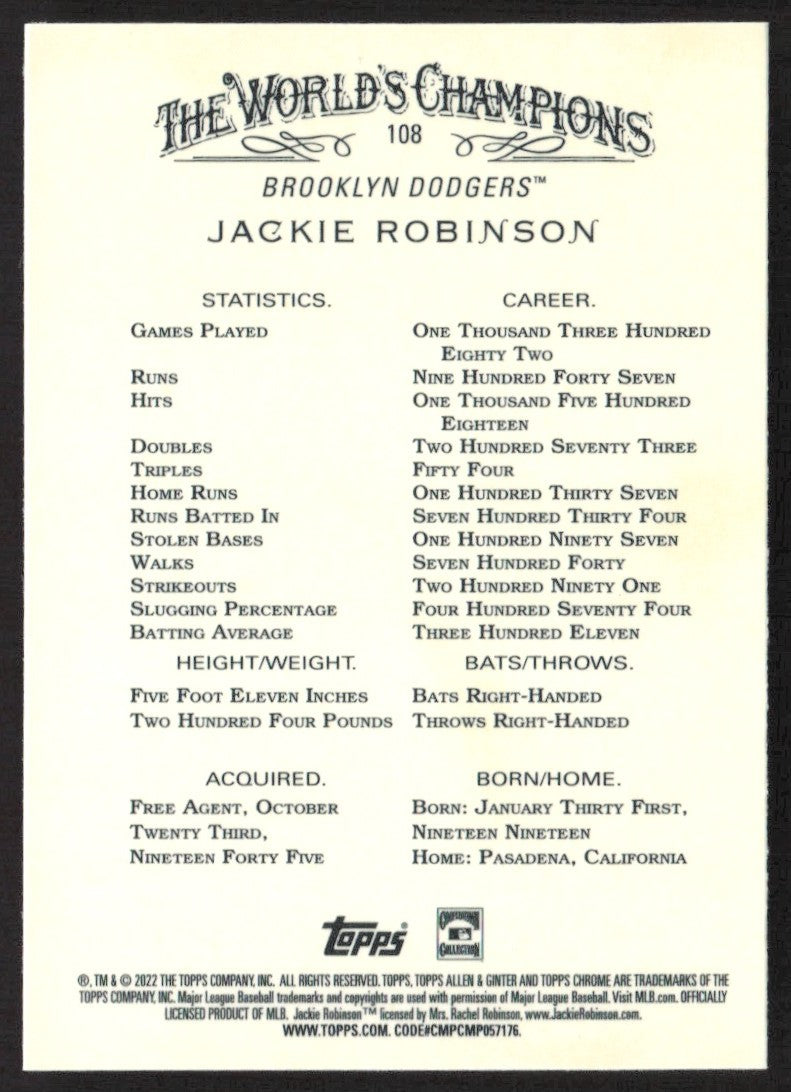 THE WORLD'S CHAMPIONS
108
BROOKLYN DODGERS™
JACKIE ROBINSON
STATISTICS. CAREER.
GAMES PLAYED ONE THOUSAND THREE HUNDRED
EIGHTY TWO
RUNS NINE HUNDRED FORTY SEVEN
HITS ONE THOUSAND FIVE HUNDRED
EIGHTEEN
DOUBLES TWO HUNDRED SEVENTY THREE
TRIPLES FIFTY FOUR
HOME RUNS ONE HUNDRED THIRTY SEVEN
RUNS BATTED IN SEVEN HUNDRED THIRTY FOUR
STOLEN BASES ONE HUNDRED NINETY SEVEN
WALKS SEVEN HUNDRED FORTY
STRIKEOUTS TWO HUNDRED NINETY ONE
SLUGGING PERCENTAGE FOUR HUNDRED SEVENTY FOUR
BATTING AVERAGE THREE HUNDRED ELEVEN
HEIGHT/WEIGHT. BATS/THROWS.
FIVE FOOT ELEVEN INCHES BATS RIGHT-HANDED
TWO HUNDRED FOUR POUNDS THROWS RIGHT-HANDED
ACQUIRED. BORN/HOME.
FREE AGENT, OCTOBER BORN: JANUARY THIRTY FIRST,
TWENTY THIRD, NINETEEN NINETEEN
NINETEEN FORTY FIVE HOME: PASADENA, CALIFORNIA
Topps® COOPERSTOWN
COLLECTION
®, TM & © 2022 THE TOPPS COMPANY, INC. ALL RIGHTS RESERVED. TOPPS, TOPPS ALLEN & GINTER AND TOPPS CHROME ARE TRADEMARKS OF THE
TOPPS COMPANY, INC. Major League Baseball trademarks and copyrights are used with permission of Major League Baseball. Visit MLB.com. OFFICIALLY
LICENSED PRODUCT OF MLB. Jackie Robinson™ licensed by Mrs. Rachel Robinson, www.JackieRobinson.com.
WWW.TOPPS.COM. CODE#CMPCMP057176.